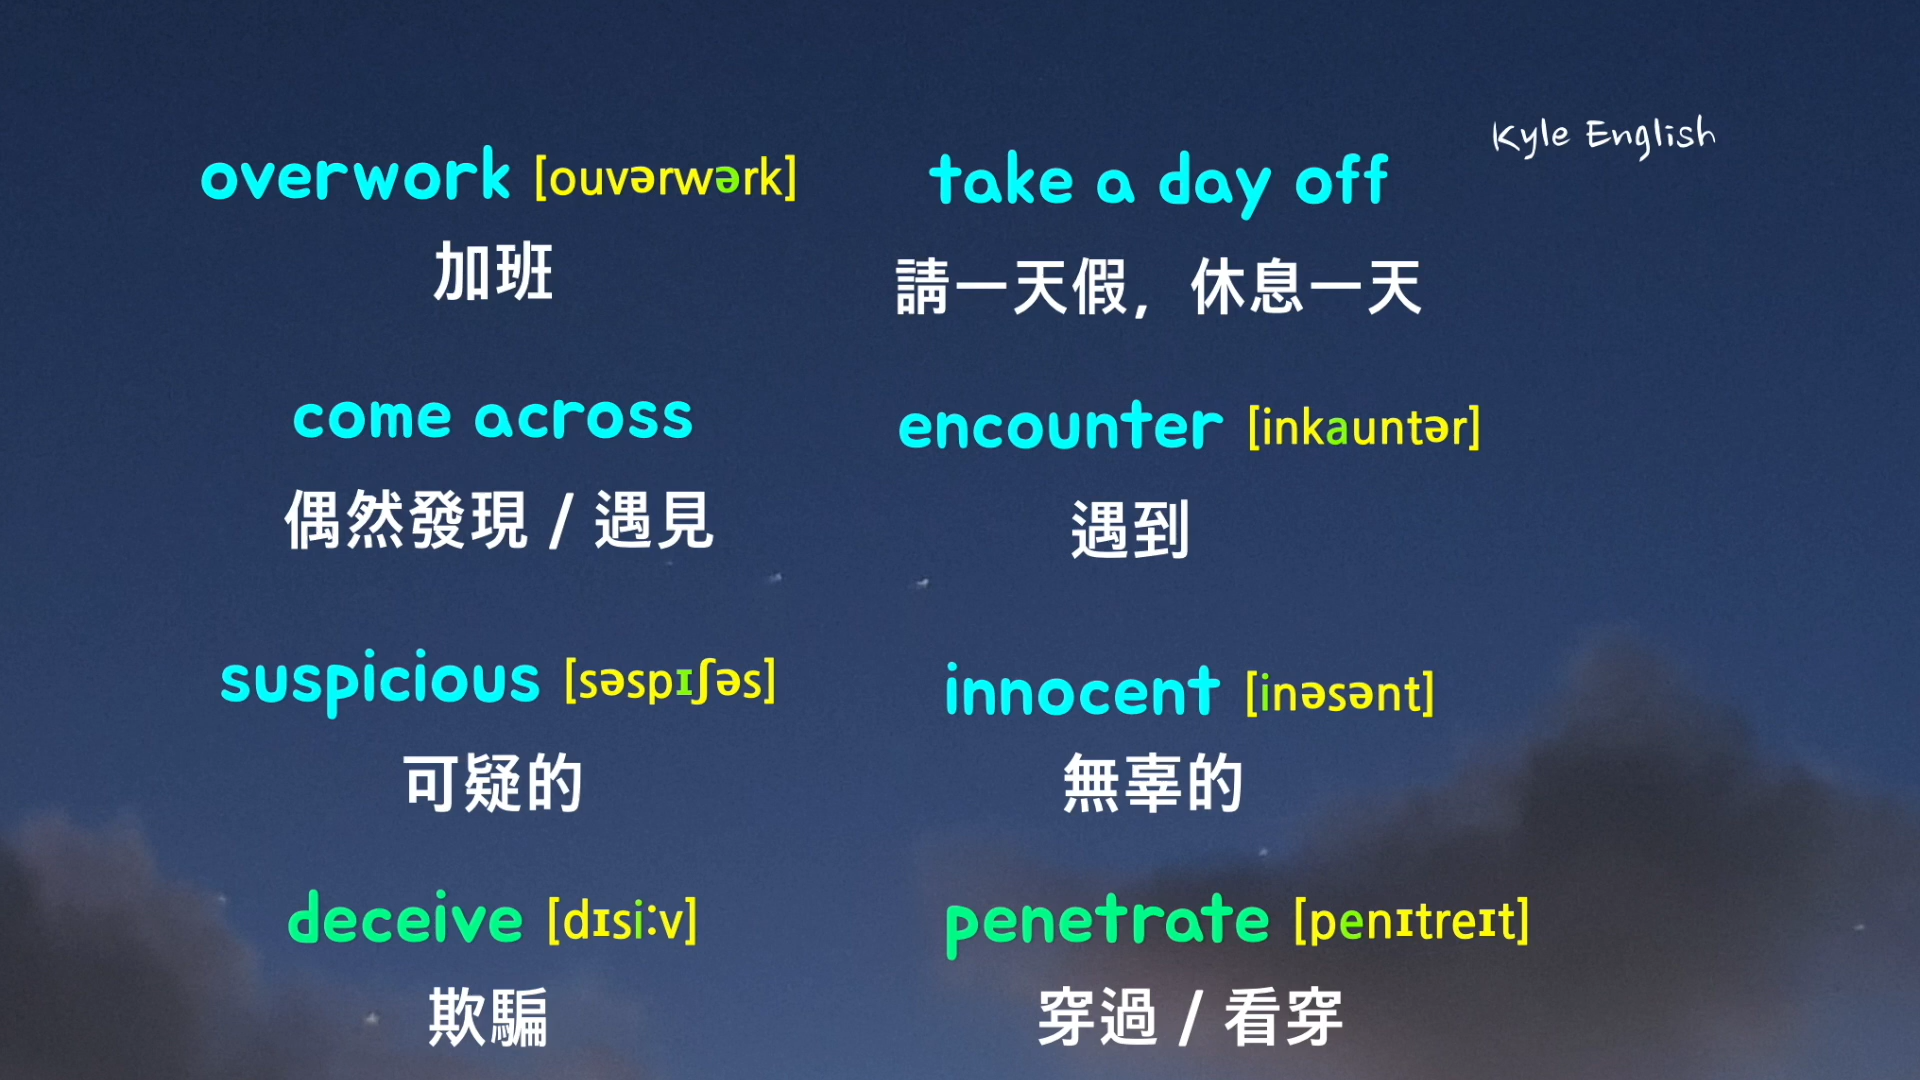 Kyle English
overwork [ouvərwərk]
加班
take a day off
請一天假，休息一天
come across
偶然發現 / 遇見
encounter [inkauntər]
遇到
suspicious [səspɪʃəs]
可疑的
innocent [inəsənt]
無辜的
deceive [dɪsi:v]
欺騙
penetrate [penɪtreɪt]
穿過 / 看穿